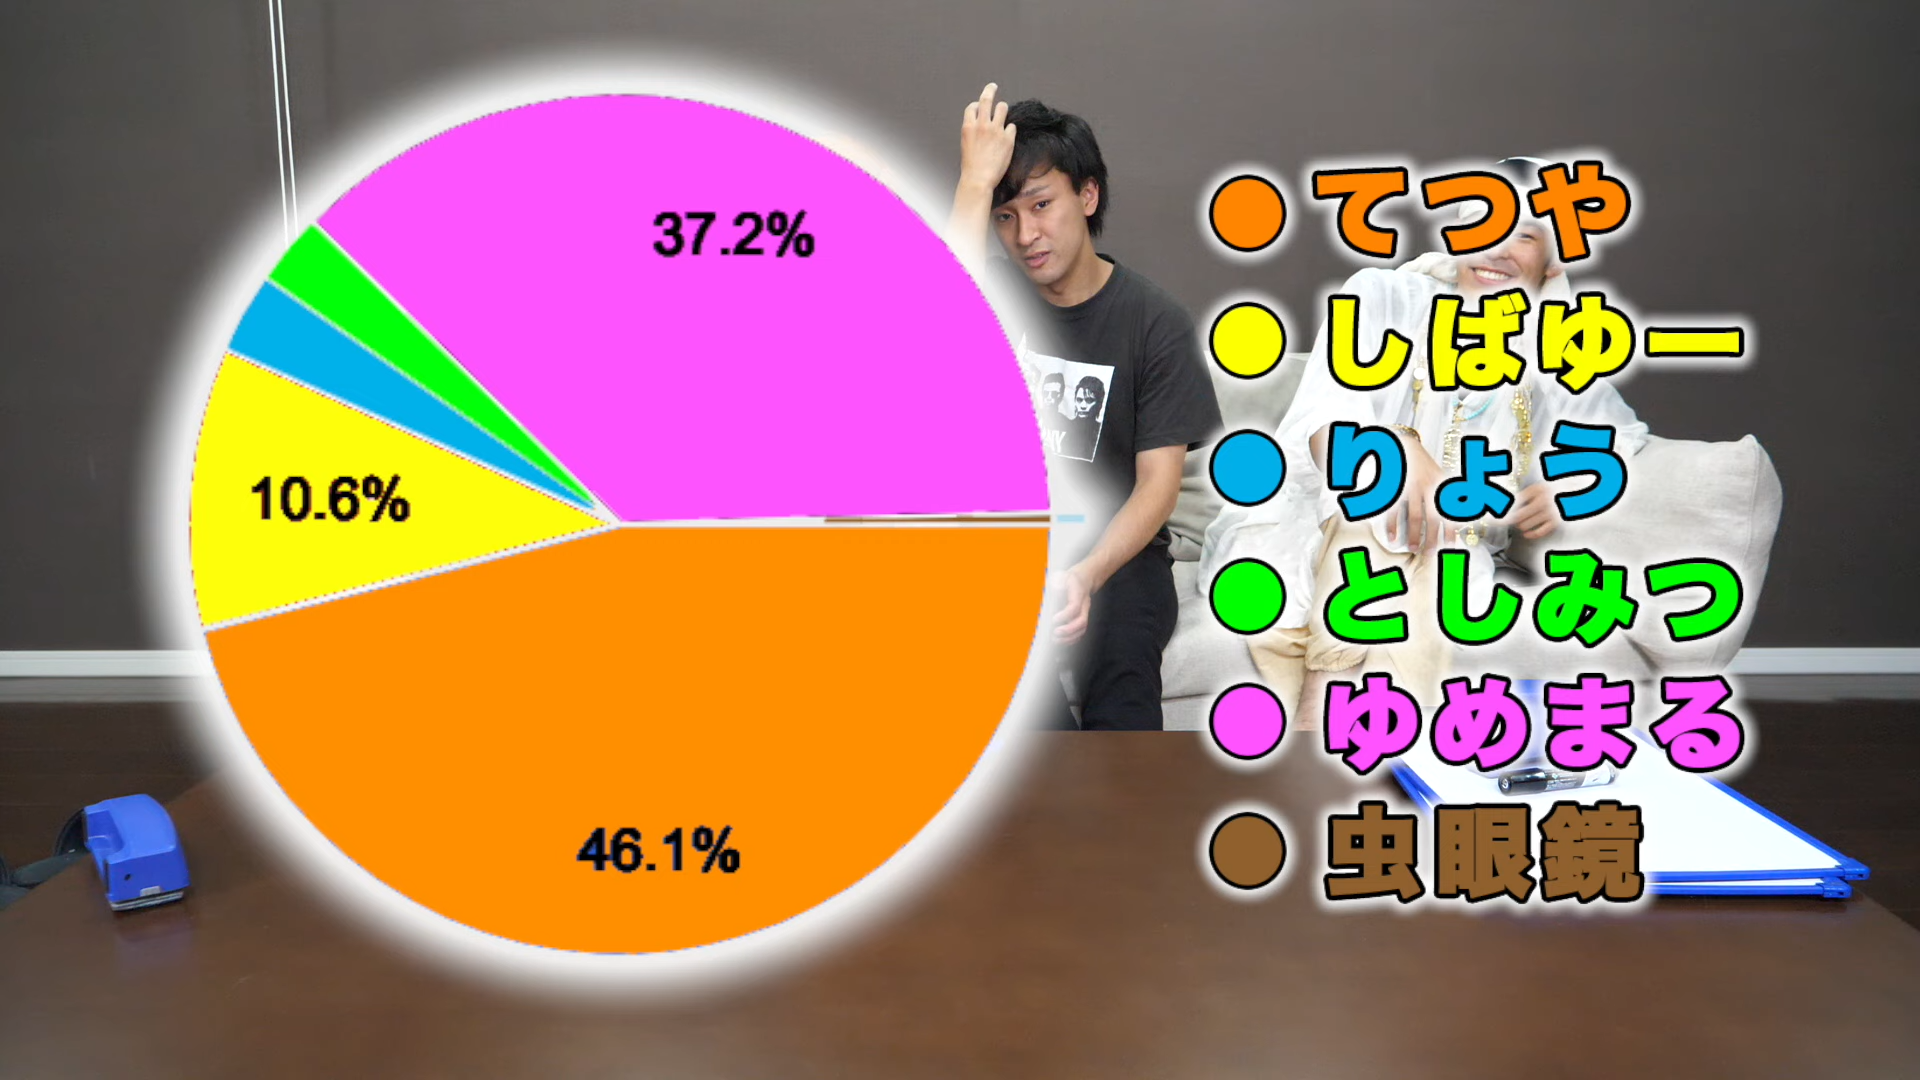 37.2%
10.6%
46.1%
てつや
しばゆー
りょう
としみつ
ゆめまる
虫眼鏡